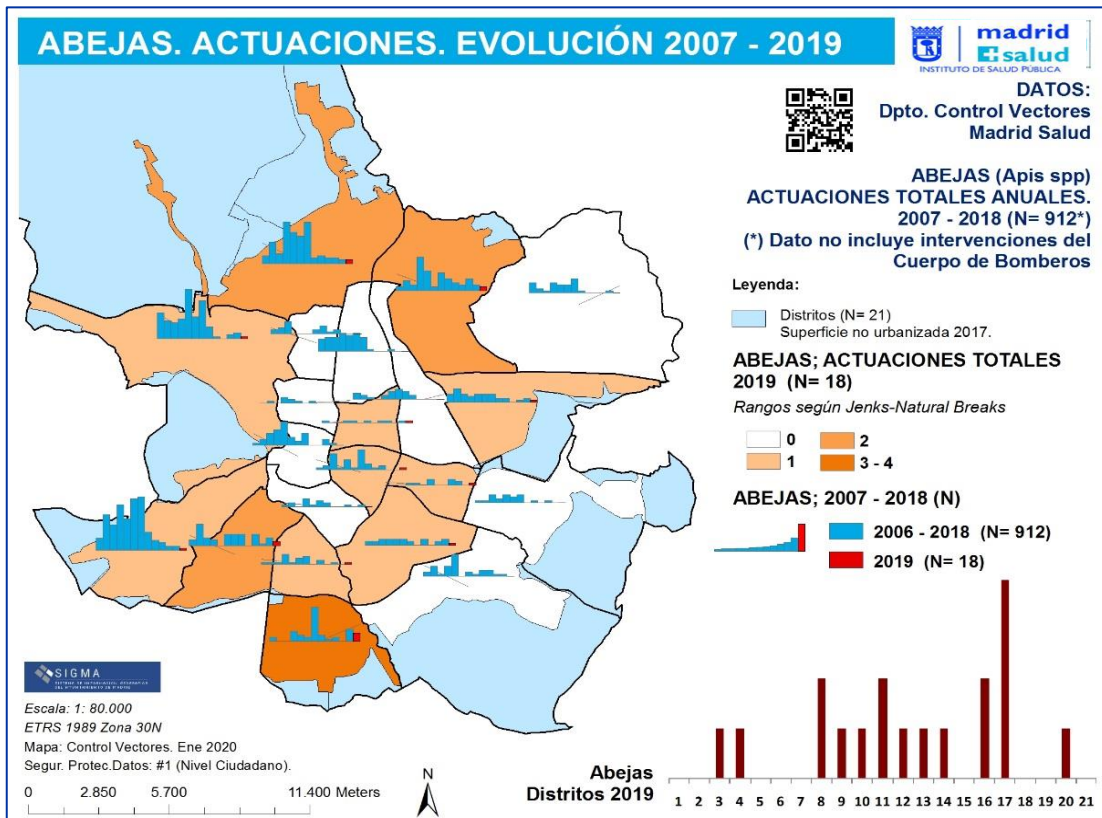 ABEJAS. ACTUACIONES. EVOLUCIÓN 2007 - 2019
madrid
salud
INSTITUTO DE SALUD PÚBLICA
DATOS:
Dpto. Control Vectores
Madrid Salud
ABEJAS (Apis spp)
ACTUACIONES TOTALES ANUALES.
2007 - 2018 (N= 912*)
(*) Dato no incluye intervenciones del
Cuerpo de Bomberos
Leyenda:
Distritos (N= 21)
Superficie no urbanizada 2017.
ABEJAS; ACTUACIONES TOTALES
2019 (N= 18)
Rangos según Jenks-Natural Breaks
0 2
1 3 - 4
ABEJAS; 2007 - 2018 (N)
2006 - 2018 (N= 912)
2019 (N= 18)
SIGMA
Escala: 1: 80.000
ETRS 1989 Zona 30N
Mapa: Control Vectores. Ene 2020
Segur. Protec.Datos: #1 (Nivel Ciudadano).
0 2.850 5.700 11.400 Meters
N
Abejas
Distritos 2019
1 2 3 4 5 6 7 8 9 10 11 12 13 14 15 16 17 18 19 20 21